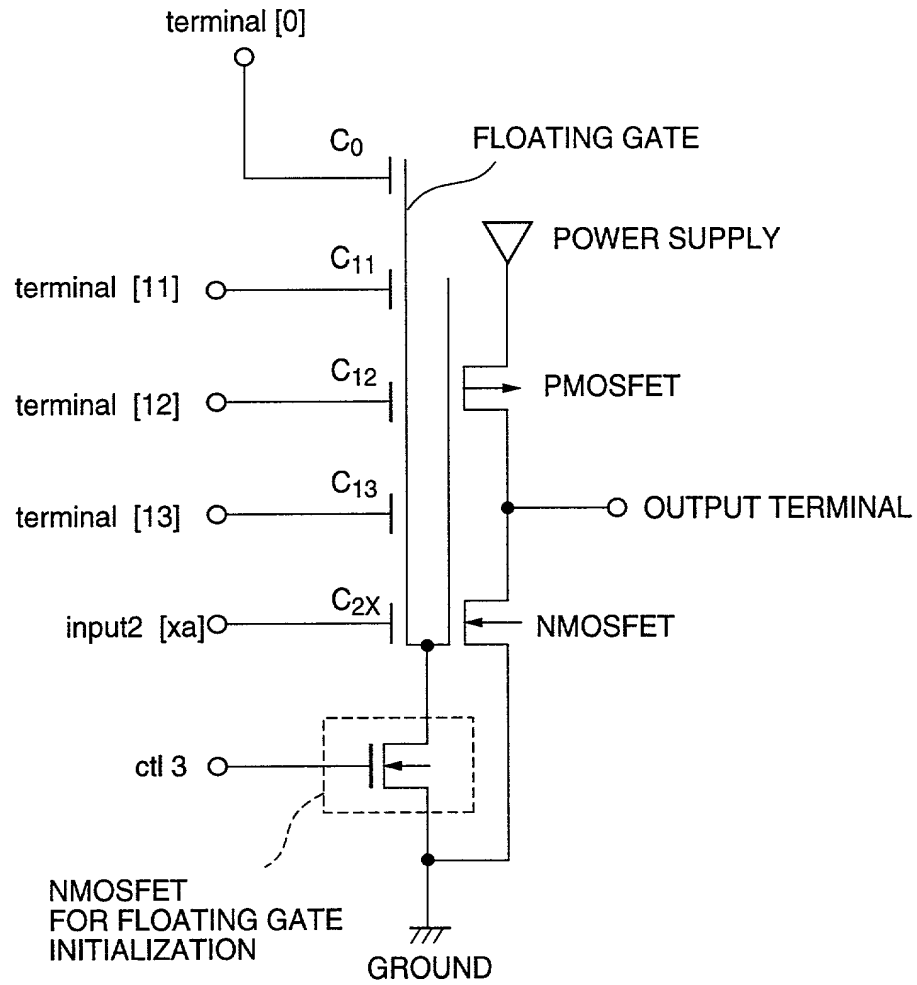 terminal [0]
C0
FLOATING GATE
POWER SUPPLY
C11
terminal [11]
C12
PMOSFET
terminal [12]
C13
terminal [13]
OUTPUT TERMINAL
C2X
input2 [xa]
NMOSFET
ctl 3
NMOSFET
FOR FLOATING GATE
INITIALIZATION
GROUND